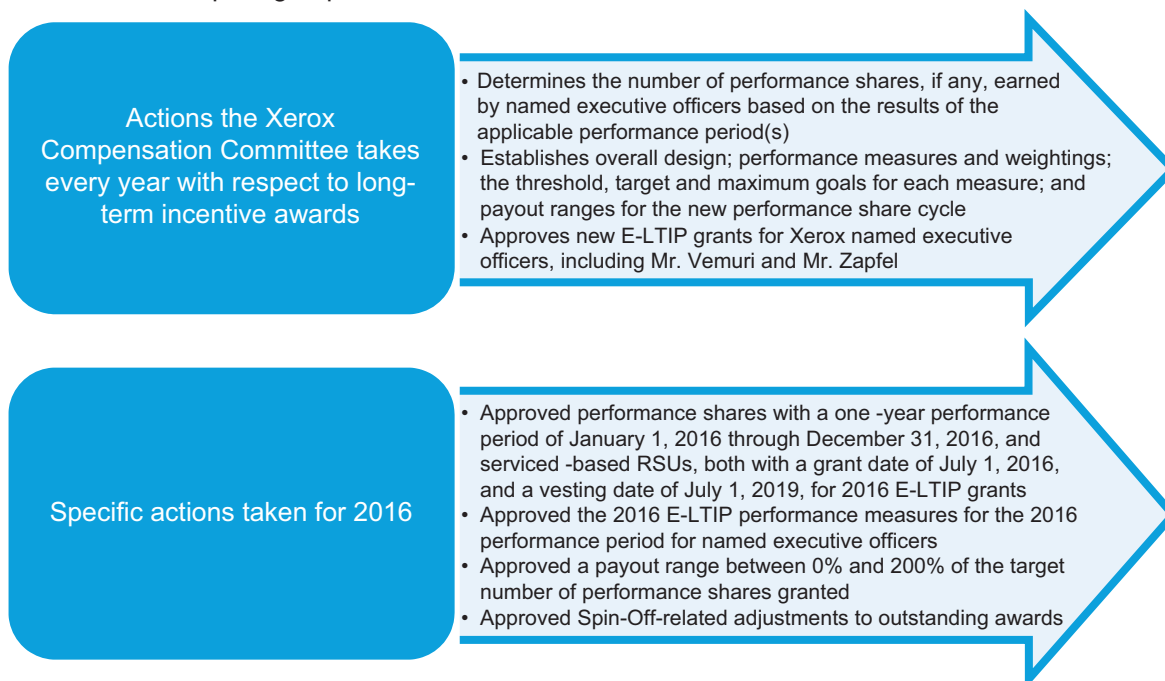 Actions the Xerox
Compensation Committee takes
every year with respect to long-
term incentive awards
• Determines the number of performance shares, if any, earned
by named executive officers based on the results of the
applicable performance period(s)
• Establishes overall design; performance measures and weightings;
the threshold, target and maximum goals for each measure; and
payout ranges for the new performance share cycle
• Approves new E-LTIP grants for Xerox named executive
officers, including Mr. Vemuri and Mr. Zapfel
Specific actions taken for 2016
• Approved performance shares with a one -year performance
period of January 1, 2016 through December 31, 2016, and
serviced -based RSUs, both with a grant date of July 1, 2016,
and a vesting date of July 1, 2019, for 2016 E-LTIP grants
• Approved the 2016 E-LTIP performance measures for the 2016
performance period for named executive officers
• Approved a payout range between 0% and 200% of the target
number of performance shares granted
• Approved Spin-Off-related adjustments to outstanding awards